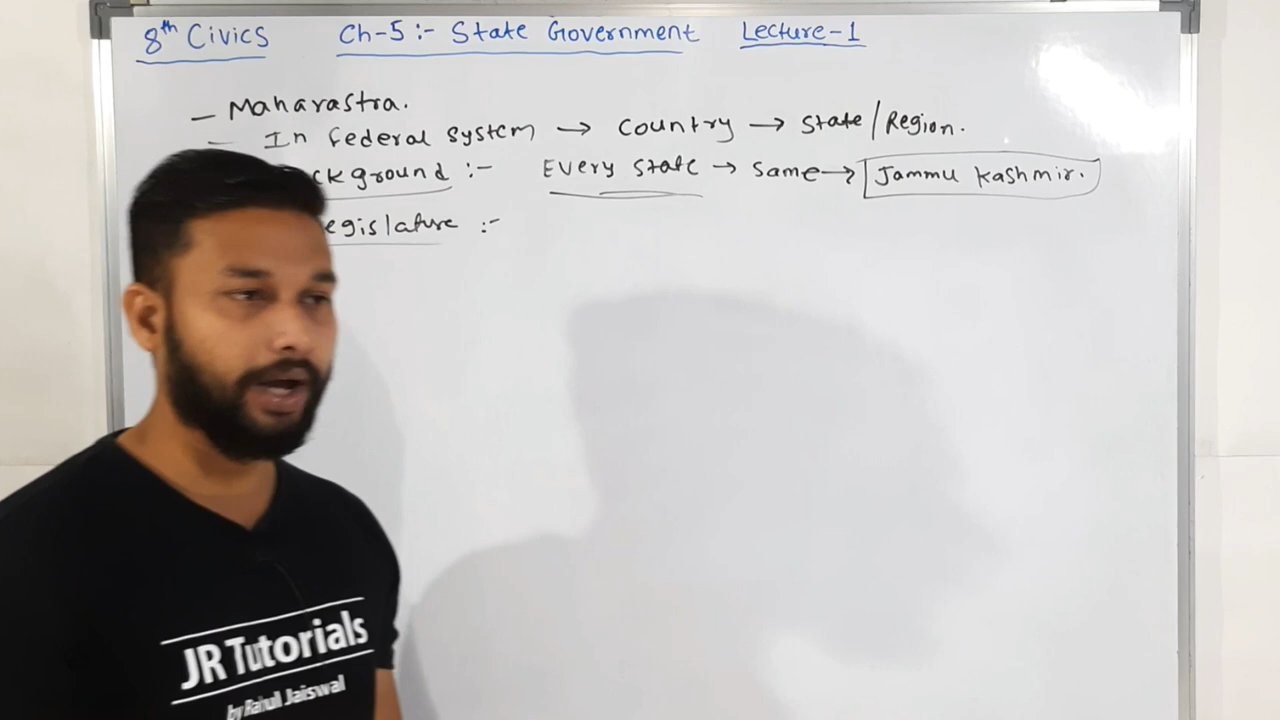 8th Civics Ch-5:- State Government Lecture-1
- Maharastra.
- In Federal System → Country → State/Region.
ckground :- Every state → Same → Jammu Kashmir.
egislature :-
JR Tutorials
by Rahul Jaiswal